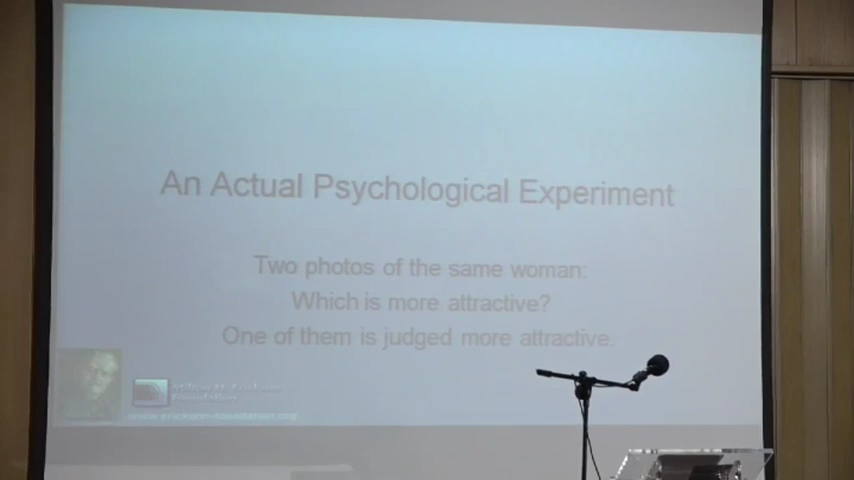 An Actual Psychological Experiment
Two photos of the same woman:
Which is more attractive?
One of them is judged more attractive.
Foundation
www.erickson-foundation.org